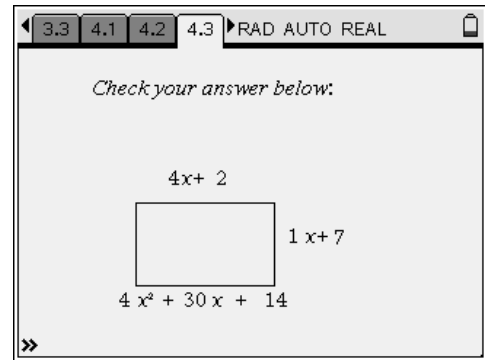 3.3 4.1 4.2 4.3 RAD AUTO REAL
Check your answer below:
4x+ 2
1 x+ 7
4 x² + 30 x + 14
»